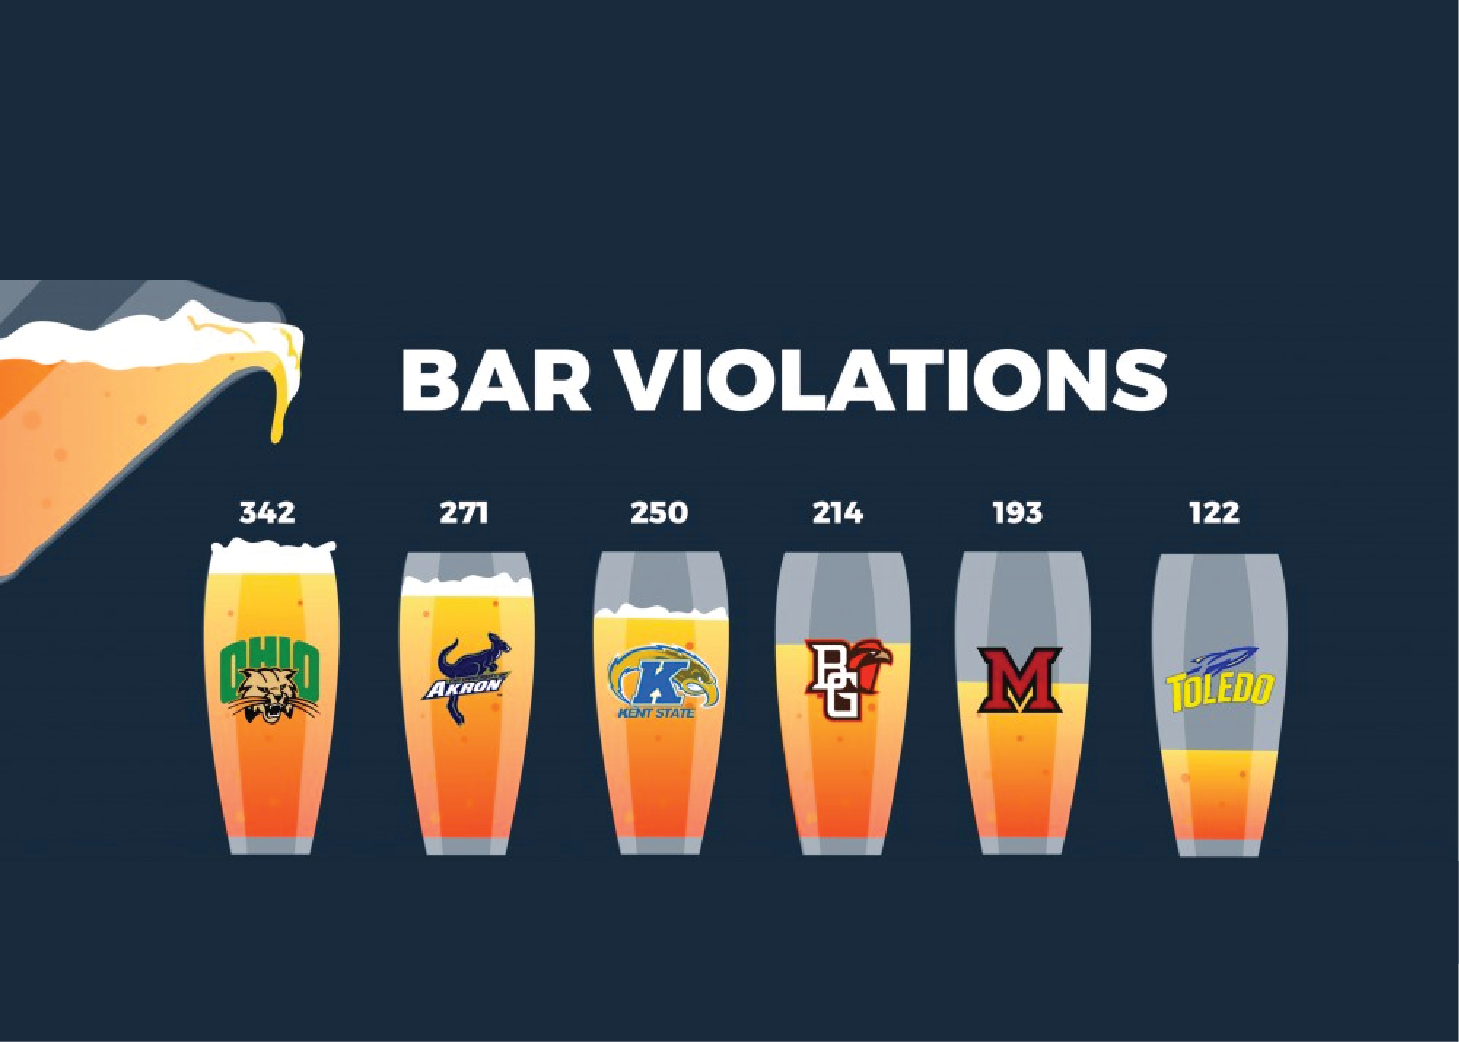 BAR VIOLATIONS
342 271 250 214 193 122
OHIO
AKRON
K
KENT STATE
BG
M
TOLEDO